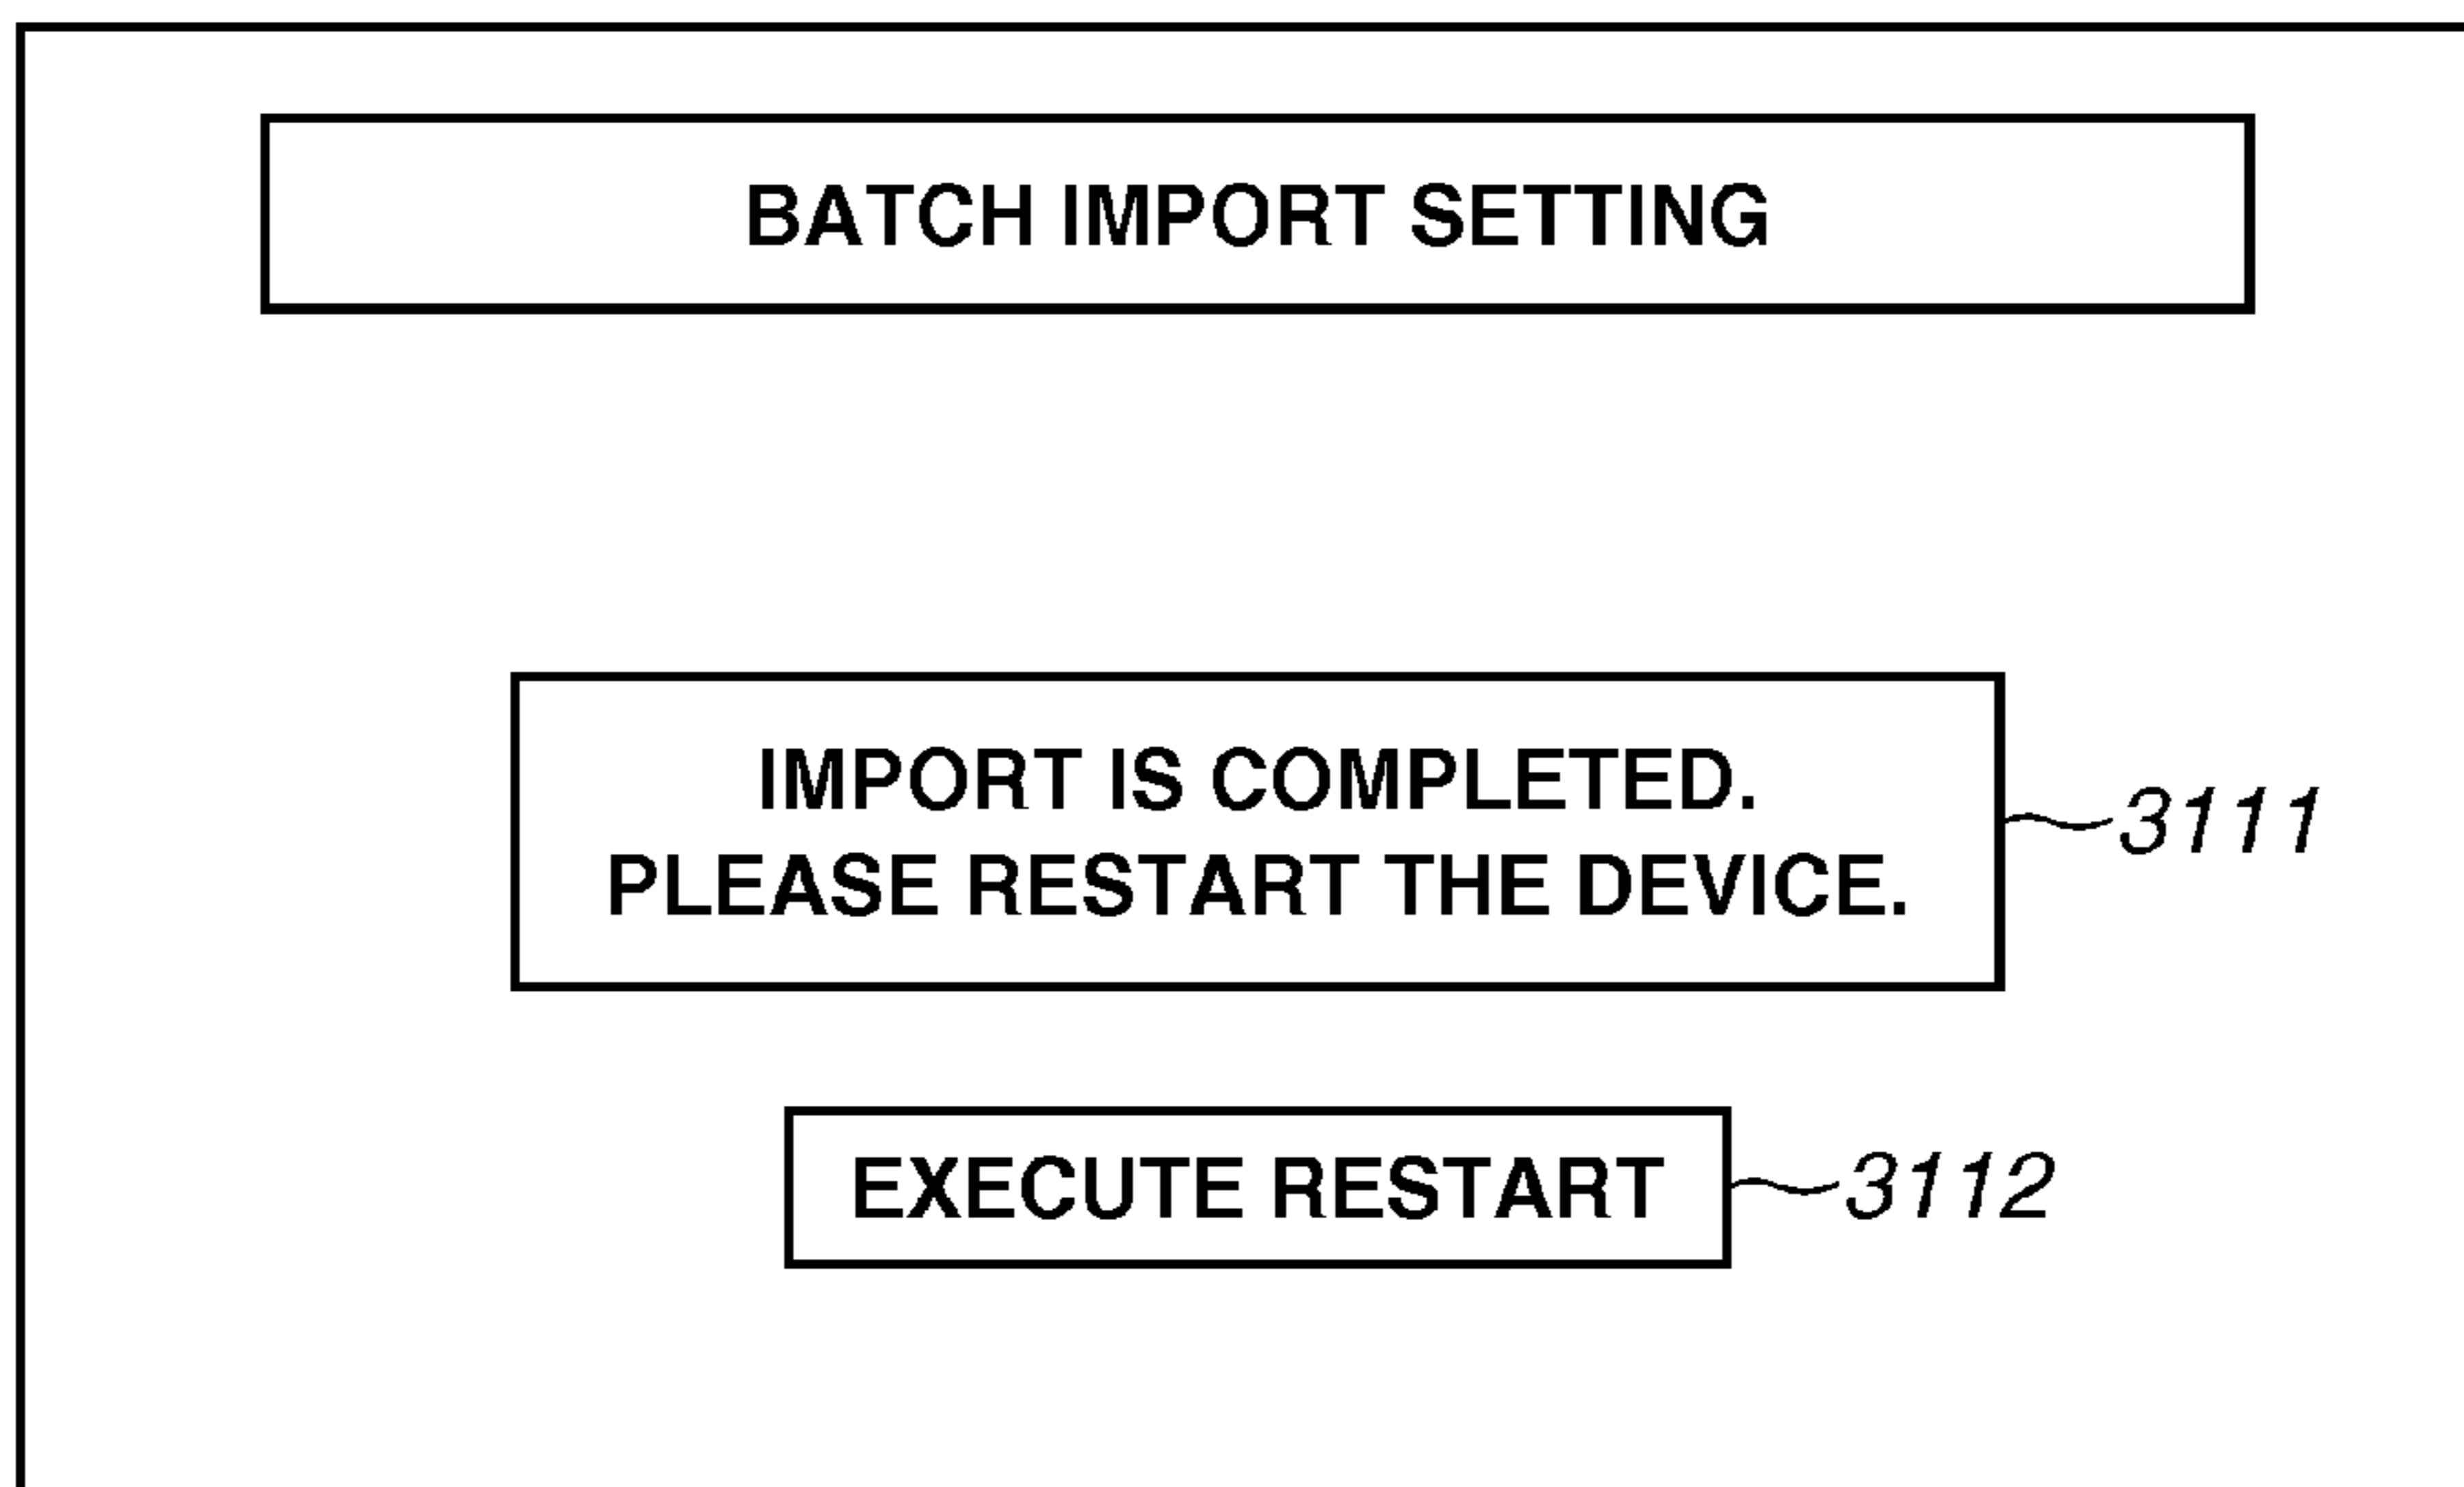 BATCH IMPORT SETTING
IMPORT IS COMPLETED.
PLEASE RESTART THE DEVICE.
3111
EXECUTE RESTART
3112